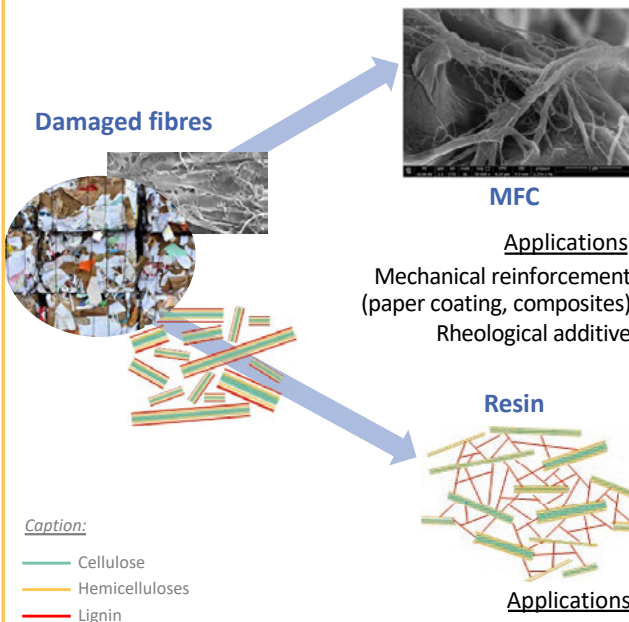 Damaged fibres
MFC
Applications
Mechanical reinforcement
(paper coating, composites)
Rheological additive
Resin
Caption:
Cellulose
Hemicelluloses
Lignin
Applications